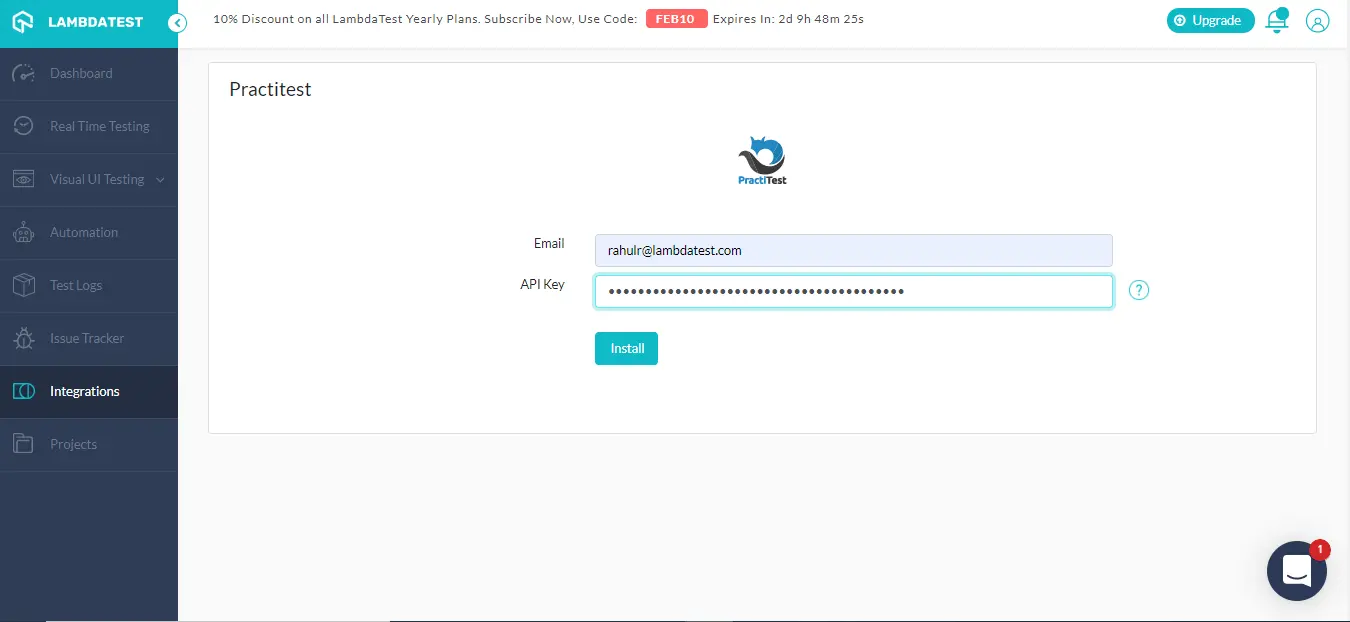 LAMBDATEST
10% Discount on all LambdaTest Yearly Plans. Subscribe Now, Use Code: FEB10 Expires In: 2d 9h 48m 25s
Upgrade
Dashboard
Real Time Testing
Visual UI Testing
Automation
Test Logs
Issue Tracker
Integrations
Projects
Practitest
PractiTest
Email
rahulr@lambdatest.com
API Key
••••••••••••••••••••••••••••••••••••••••
?
Install
1